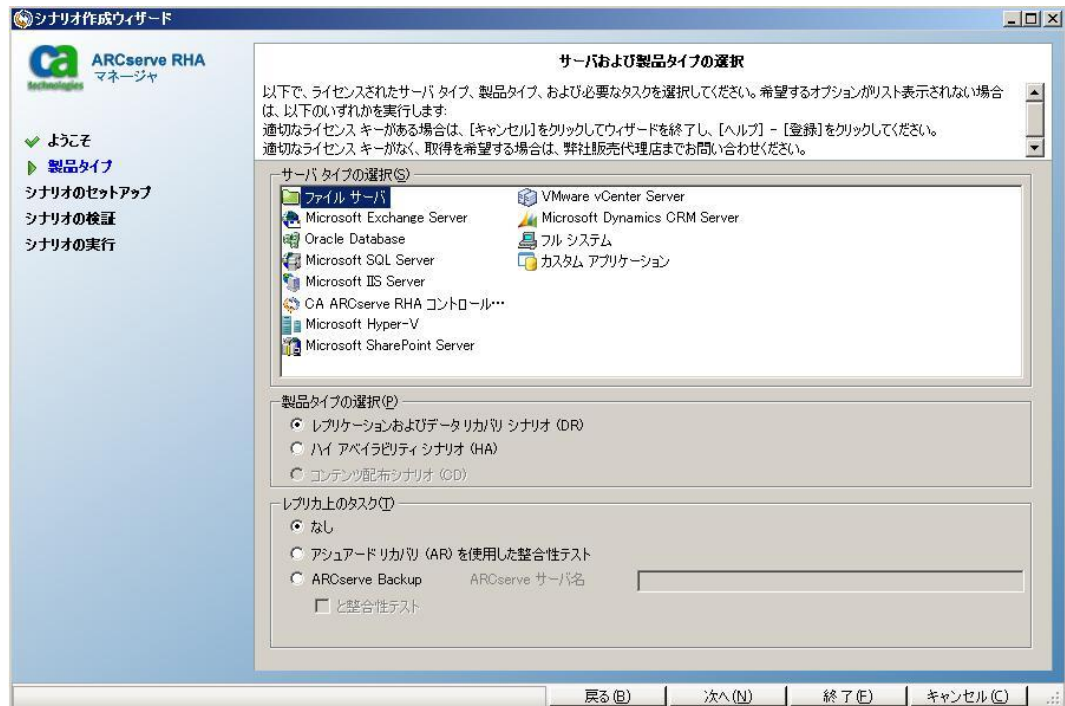 シナリオ作成ウィザード
ca
technologies
ARCserve RHA
マネージャ
ようこそ
製品タイプ
シナリオのセットアップ
シナリオの検証
シナリオの実行
サーバおよび製品タイプの選択
以下で、ライセンスされたサーバ タイプ、製品タイプ、および必要なタスクを選択してください。希望するオプションがリスト表示されない場合
は、以下のいずれかを実行します:
適切なライセンス キーがある場合は、[キャンセル]をクリックしてウィザードを終了し、[ヘルプ] - [登録]をクリックしてください。
適切なライセンス キーがなく、取得を希望する場合は、弊社販売代理店までお問い合わせください。
サーバ タイプの選択(S)
ファイル サーバ
Microsoft Exchange Server
Oracle Database
Microsoft SQL Server
Microsoft IIS Server
CA ARCserve RHA コントロール…
Microsoft Hyper-V
Microsoft SharePoint Server
VMware vCenter Server
Microsoft Dynamics CRM Server
フル システム
カスタム アプリケーション
製品タイプの選択(P)
レプリケーションおよびデータ リカバリ シナリオ (DR)
ハイ アベイラビリティ シナリオ (HA)
コンテンツ配布シナリオ (CD)
レプリカ上のタスク(T)
なし
アシュアード リカバリ (AR) を使用した整合性テスト
ARCserve Backup ARCserve サーバ名
と整合性テスト
戻る(B) 次へ(N) 終了(F) キャンセル(C)